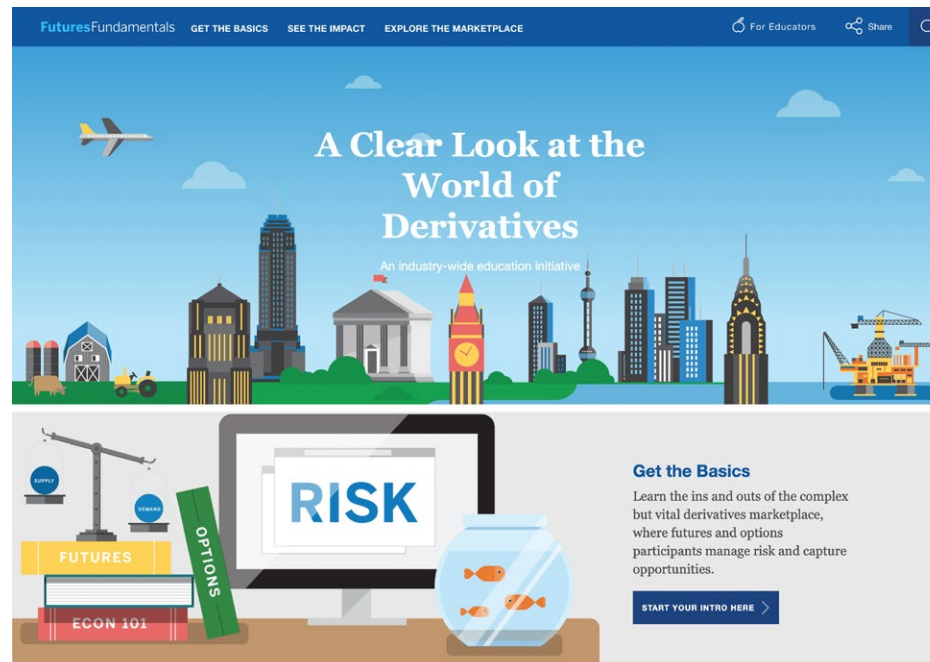 FuturesFundamentals GET THE BASICS SEE THE IMPACT EXPLORE THE MARKETPLACE For Educators Share
A Clear Look at the
World of
Derivatives
An industry-wide education initiative
SUPPLY
DEMAND
FUTURES
OPTIONS
ECON 101
RISK
Get the Basics
Learn the ins and outs of the complex
but vital derivatives marketplace,
where futures and options
participants manage risk and capture
opportunities.
START YOUR INTRO HERE